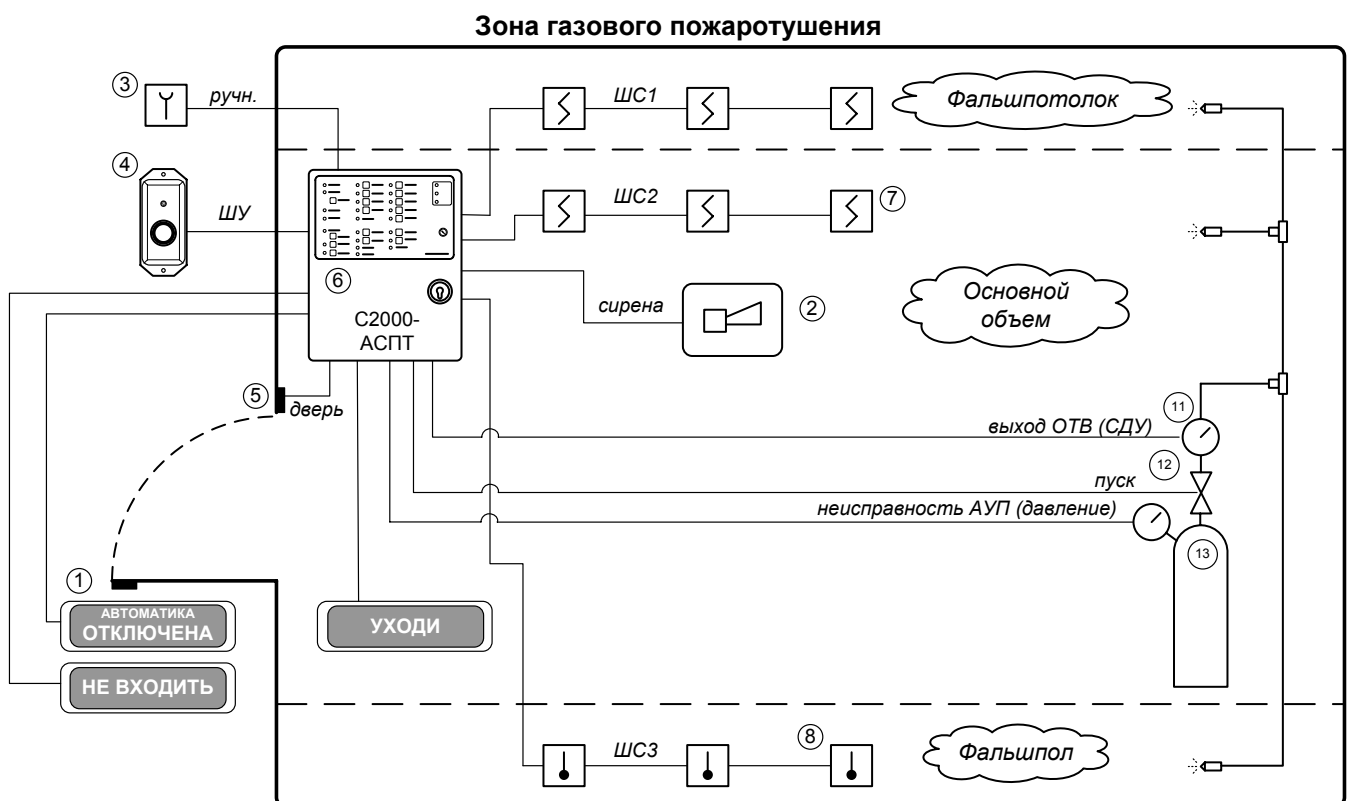 Зона газового пожаротушения
3
ручн.
ШС1
Фальшпотолок
4
ШУ
ШС2
7
6
С2000-
АСПТ
сирена
2
Основной
объем
5
дверь
11
выход ОТВ (СДУ)
12
пуск
неисправность АУП (давление)
13
1
АВТОМАТИКА
ОТКЛЮЧЕНА
УХОДИ
НЕ ВХОДИТЬ
ШС3
8
Фальшпол